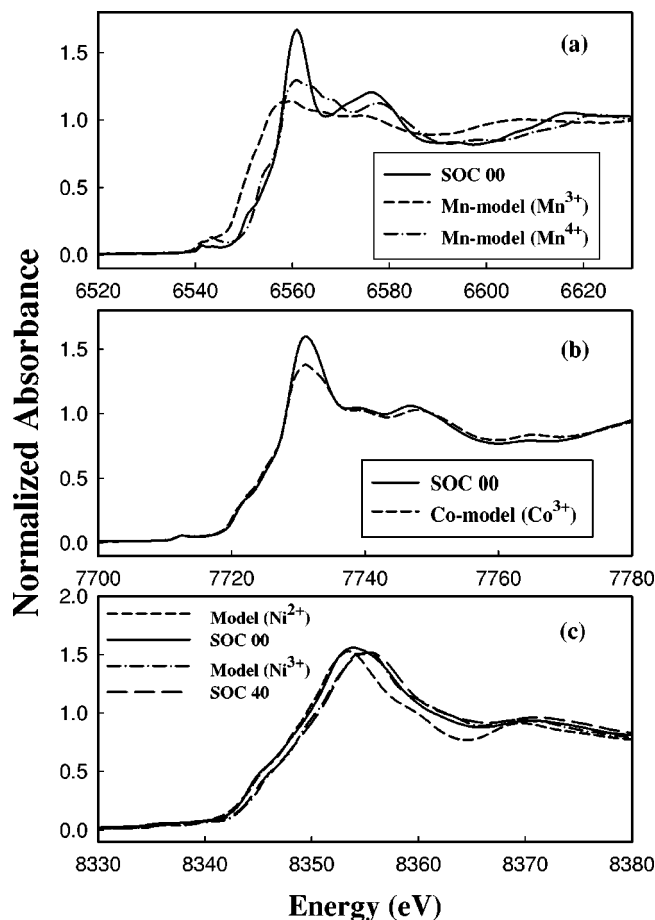 Normalized Absorbance
(a)
1.5
1.0
0.5
0.0
SOC 00
Mn-model (Mn3+)
Mn-model (Mn4+)
6520 6540 6560 6580 6600 6620
(b)
1.5
1.0
0.5
0.0
SOC 00
Co-model (Co3+)
7700 7720 7740 7760 7780
2.0
1.5
1.0
0.5
0.0
Model (Ni2+)
SOC 00
Model (Ni3+)
SOC 40
(c)
8330 8340 8350 8360 8370 8380
Energy (eV)